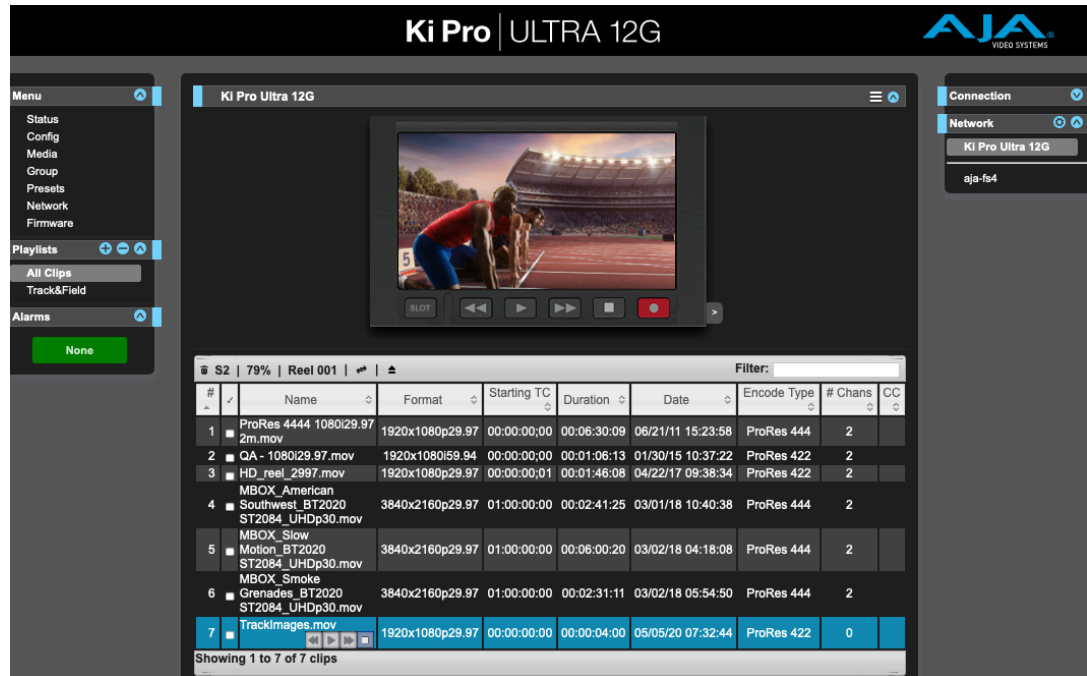 Ki Pro ULTRA 12G
AJA
VIDEO SYSTEMS
Menu
Status
Config
Media
Group
Presets
Network
Firmware
Playlists
All Clips
Track&Field
Alarms
None
Ki Pro Ultra 12G
5
SLOT
>
S2 | 79% | Reel 001 | |
Filter:
# ✓ Name Format Starting TC Duration Date Encode Type # Chans CC
1 ProRes 4444 1080i29.97 1920x1080p29.97 00:00:00;00 00:06:30:09 06/21/11 15:23:58 ProRes 444 2
2m.mov
2 QA - 1080i29.97.mov 1920x1080i59.94 00:00:00;00 00:01:06:13 01/30/15 10:37:22 ProRes 422 2
3 HD_reel_2997.mov 1920x1080p29.97 00:00:00;01 00:01:46:08 04/22/17 09:38:34 ProRes 422 2
MBOX_American
4 Southwest_BT2020 3840x2160p29.97 01:00:00:00 00:02:41:25 03/01/18 10:40:38 ProRes 444 2
ST2084_UHDp30.mov
MBOX_Slow
5 Motion_BT2020 3840x2160p29.97 01:00:00:00 00:06:00:20 03/02/18 04:18:08 ProRes 444 2
ST2084_UHDp30.mov
MBOX_Smoke
6 Grenades_BT2020 3840x2160p29.97 01:00:00:00 00:02:31:11 03/02/18 05:54:50 ProRes 444 2
ST2084_UHDp30.mov
7 TrackImages.mov 1920x1080p29.97 00:00:00:00 00:00:04:00 05/05/20 07:32:44 ProRes 422 0
Showing 1 to 7 of 7 clips
Connection
Network
Ki Pro Ultra 12G
aja-fs4